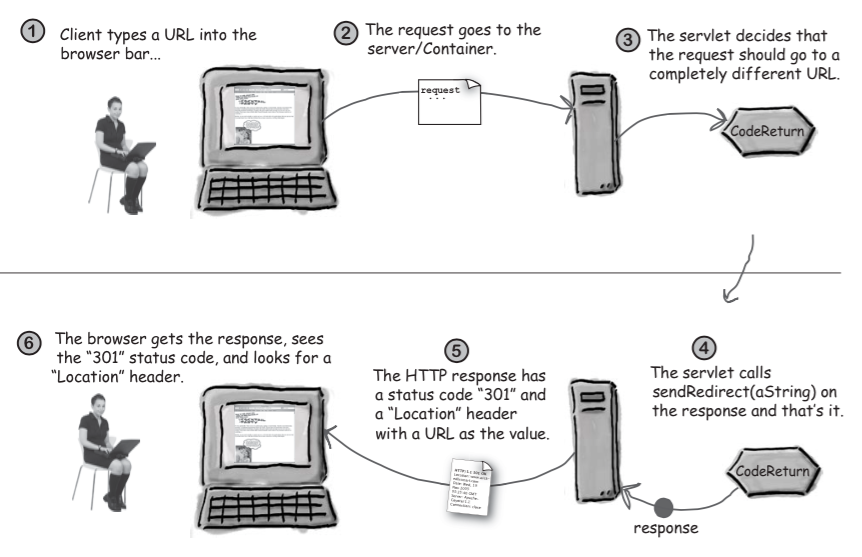 1
Client types a URL into the
browser bar...
2
The request goes to the
server/Container.
3
The servlet decides that
the request should go to a
completely different URL.
request
...
CodeReturn
6
The browser gets the response, sees
the “301” status code, and looks for a
“Location” header.
5
The HTTP response has
a status code “301” and
a “Location” header
with a URL as the value.
4
The servlet calls
sendRedirect(aString) on
the response and that’s it.
CodeReturn
response